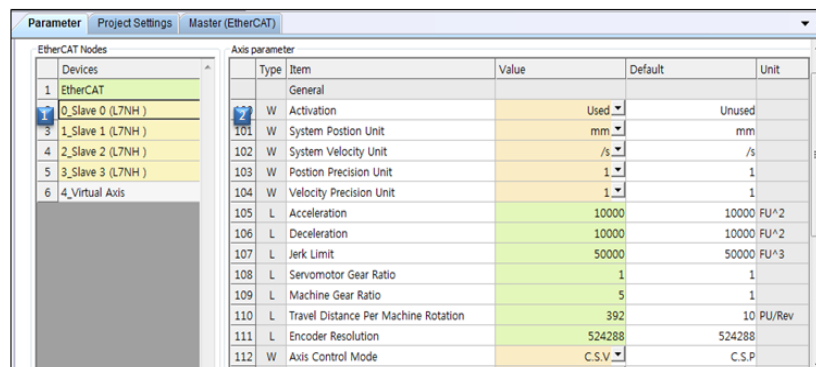 Parameter Project Settings Master (EtherCAT)
EtherCAT Nodes
Devices
1 EtherCAT
1 0_Slave 0 (L7NH )
3 1_Slave 1 (L7NH )
4 2_Slave 2 (L7NH )
5 3_Slave 3 (L7NH )
6 4_Virtual Axis
Axis parameter
Type Item Value Default Unit
General
2 W Activation Used Unused
101 W System Postion Unit mm mm
102 W System Velocity Unit /s /s
103 W Postion Precision Unit 1 1
104 W Velocity Precision Unit 1 1
105 L Acceleration 10000 10000 FU^2
106 L Deceleration 10000 10000 FU^2
107 L Jerk Limit 50000 50000 FU^3
108 L Servomotor Gear Ratio 1 1
109 L Machine Gear Ratio 5 1
110 L Travel Distance Per Machine Rotation 392 10 PU/Rev
111 L Encoder Resolution 524288 524288
112 W Axis Control Mode C.S.V C.S.P